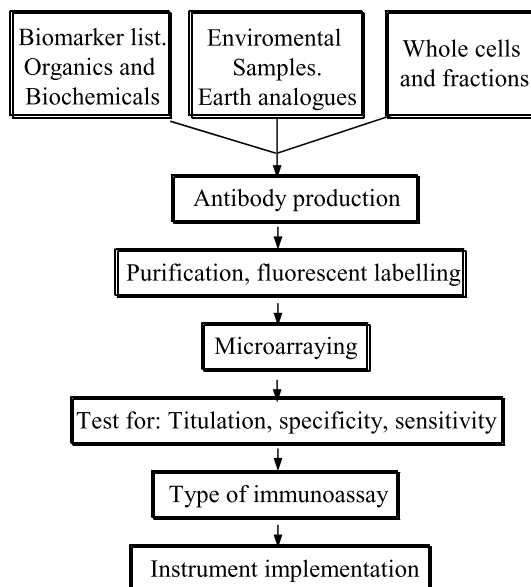 Biomarker list.
Organics and
Biochemicals
Enviromental
Samples.
Earth analogues
Whole cells
and fractions
Antibody production
Purification, fluorescent labelling
Microarraying
Test for: Titulation, specificity, sensitivity
Type of immunoassay
Instrument implementation